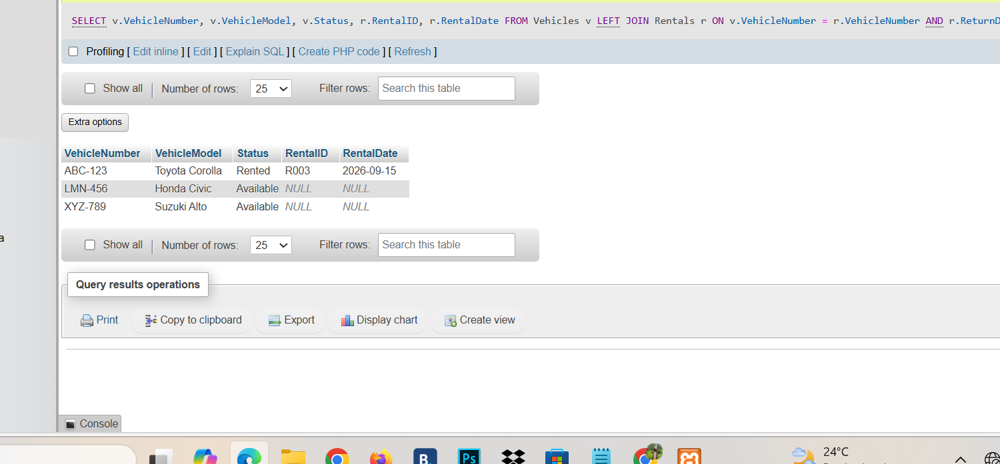 SELECT v.VehicleNumber, v.VehicleModel, v.Status, r.RentalID, r.RentalDate FROM Vehicles v LEFT JOIN Rentals r ON v.VehicleNumber = r.VehicleNumber AND r.ReturnD
Profiling [ Edit inline ] [ Edit ] [ Explain SQL ] [ Create PHP code ] [ Refresh ]
Show all Number of rows: 25 Filter rows: Search this table
Extra options
VehicleNumber VehicleModel Status RentalID RentalDate
ABC-123 Toyota Corolla Rented R003 2026-09-15
LMN-456 Honda Civic Available NULL NULL
XYZ-789 Suzuki Alto Available NULL NULL
a
Show all Number of rows: 25 Filter rows: Search this table
Query results operations
Print Copy to clipboard Export Display chart Create view
Console
B. Ps 24°C